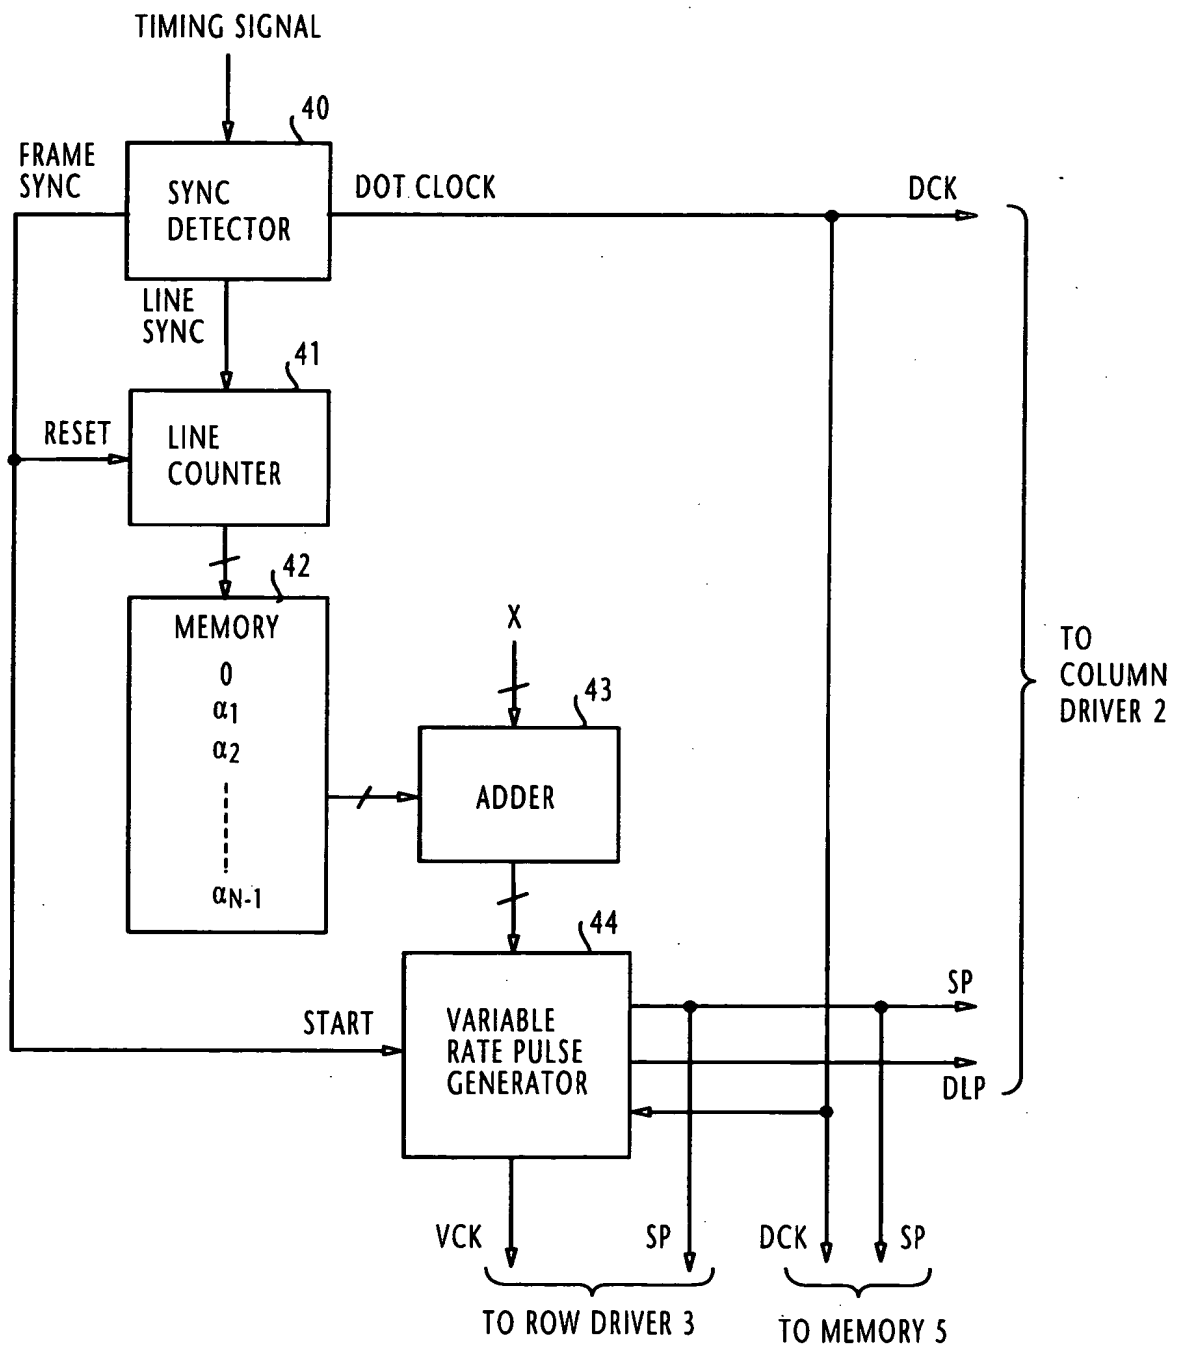 TIMING SIGNAL
40
FRAME
SYNC
SYNC
DETECTOR
DOT CLOCK
DCK
LINE
SYNC
41
RESET
LINE
COUNTER
42
MEMORY
0
α1
α2
αN-1
X
43
ADDER
TO
COLUMN
DRIVER 2
44
START
VARIABLE
RATE PULSE
GENERATOR
SP
DLP
VCK
SP
DCK
SP
TO ROW DRIVER 3
TO MEMORY 5